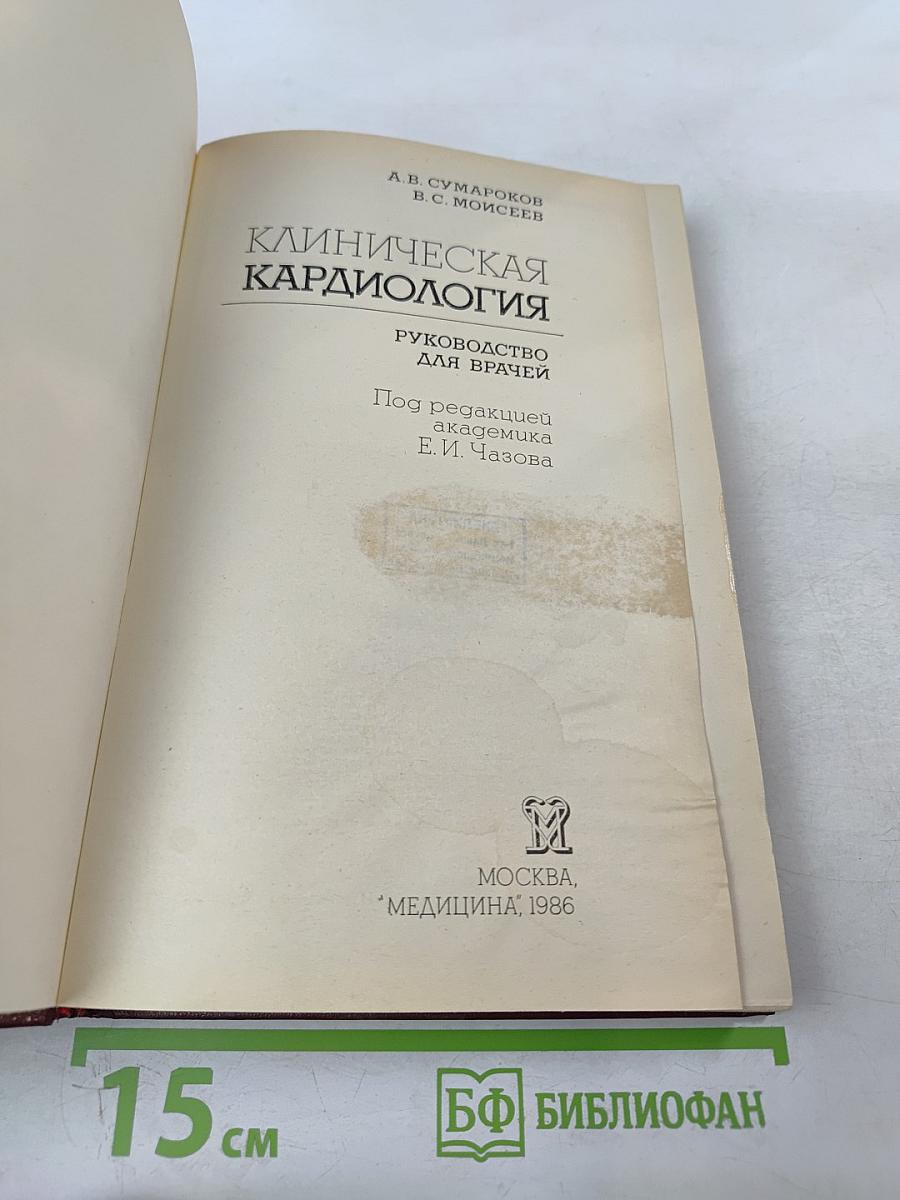 А.В. СУМАРОКОВ
В.С. МОИСЕЕВ
КЛИНИЧЕСКАЯ
КАРДИОЛОГИЯ
РУКОВОДСТВО
ДЛЯ ВРАЧЕЙ
Под редакцией
академика
Е.И. Чазова
М
МОСКВА,
"МЕДИЦИНА", 1986
15 см
БФ БИБЛИОФАН